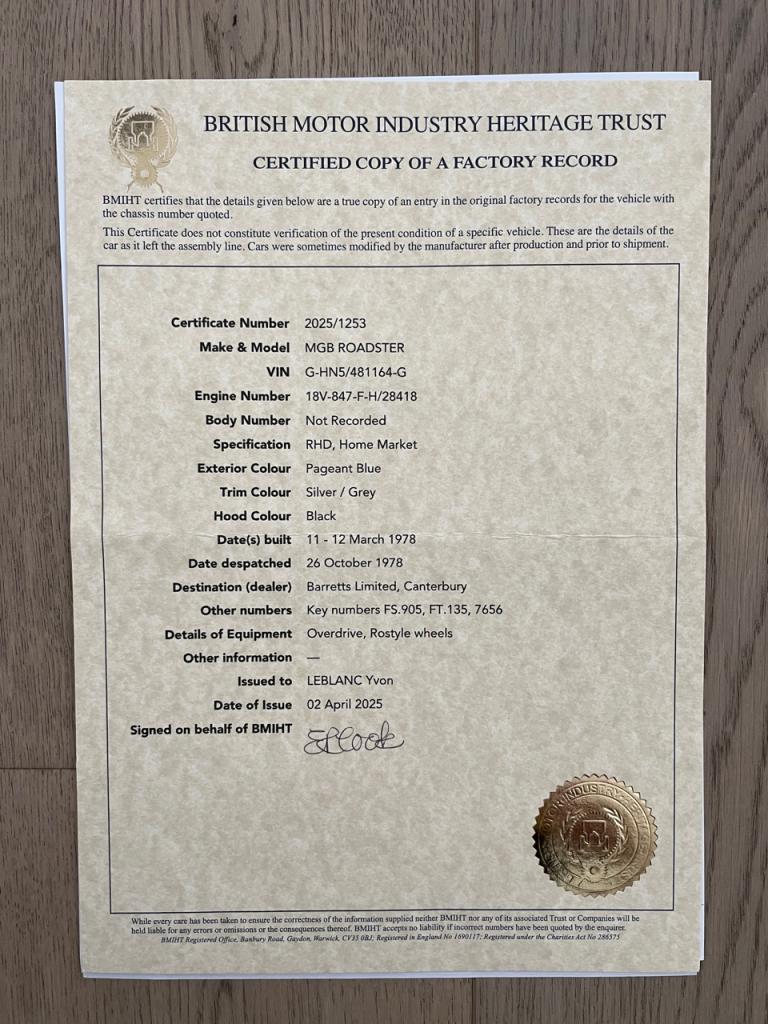 BRITISH MOTOR INDUSTRY HERITAGE TRUST
CERTIFIED COPY OF A FACTORY RECORD
BMIHT certifies that the details given below are a true copy of an entry in the original factory records for the vehicle with
the chassis number quoted.
This Certificate does not constitute verification of the present condition of a specific vehicle. These are the details of the
car as it left the assembly line. Cars were sometimes modified by the manufacturer after production and prior to shipment.
Certificate Number 2025/1253
Make & Model MGB ROADSTER
VIN G-HN5/481164-G
Engine Number 18V-847-F-H/28418
Body Number Not Recorded
Specification RHD, Home Market
Exterior Colour Pageant Blue
Trim Colour Silver / Grey
Hood Colour Black
Date(s) built 11 - 12 March 1978
Date despatched 26 October 1978
Destination (dealer) Barretts Limited, Canterbury
Other numbers Key numbers FS.905, FT.135, 7656
Details of Equipment Overdrive, Rostyle wheels
Other information —
Issued to LEBLANC Yvon
Date of Issue 02 April 2025
Signed on behalf of BMIHT
MOTOR INDUSTRY
While every care has been taken to ensure the correctness of the information supplied neither BMIHT nor any of its associated Trust or Companies will be
held liable for any errors or omissions or the consequences thereof. BMIHT accepts no liability if incorrect numbers have been quoted by the enquirer.
BMIHT Registered Office, Banbury Road, Gaydon, Warwick, CV35 0BJ; Registered in England No 1690117; Registered under the Charities Act No 286575